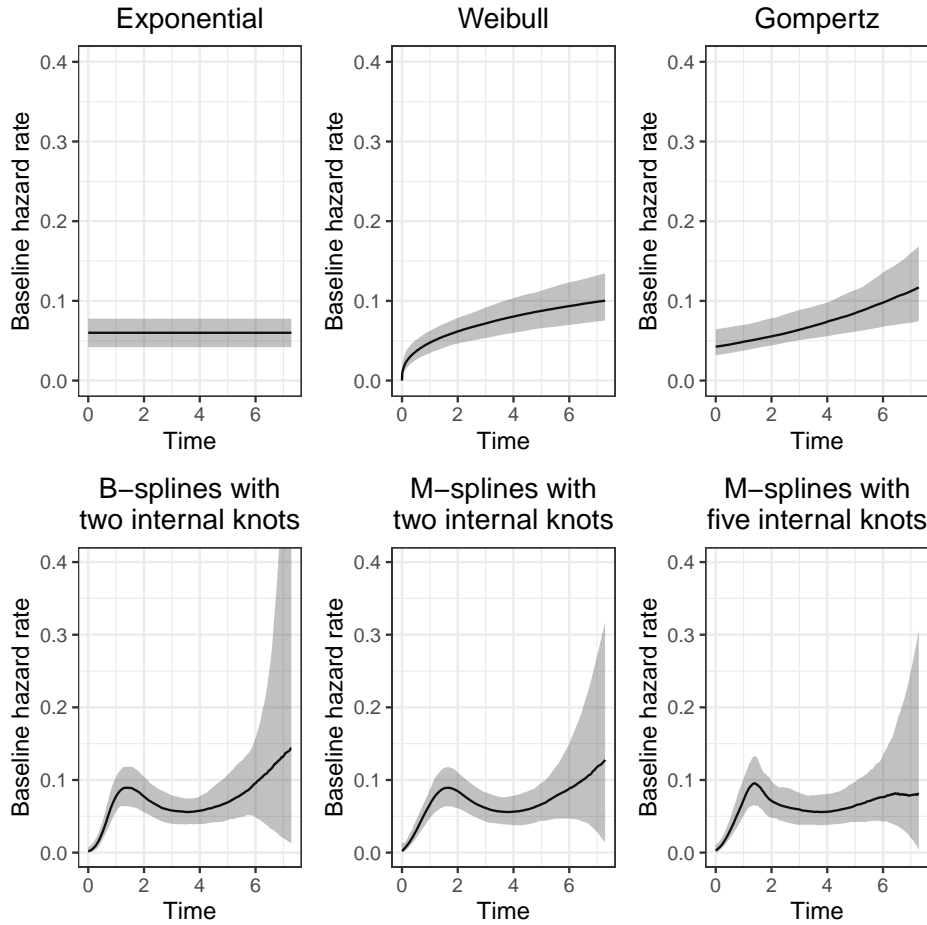 Exponential
Weibull
Gompertz
Baseline hazard rate
0.4
0.3
0.2
0.1
0.0
0 2 4 6
Time
Baseline hazard rate
0.4
0.3
0.2
0.1
0.0
0 2 4 6
Time
Baseline hazard rate
0.4
0.3
0.2
0.1
0.0
0 2 4 6
Time
B−splines with
two internal knots
M−splines with
two internal knots
M−splines with
five internal knots
Baseline hazard rate
0.4
0.3
0.2
0.1
0.0
0 2 4 6
Time
Baseline hazard rate
0.4
0.3
0.2
0.1
0.0
0 2 4 6
Time
Baseline hazard rate
0.4
0.3
0.2
0.1
0.0
0 2 4 6
Time